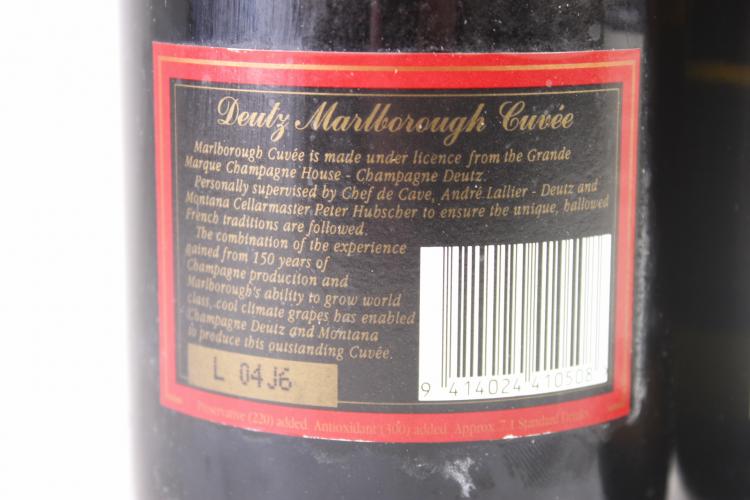 Deutz Marlborough Cuvée
Marlborough Cuvée is made under licence from the Grande
Marque Champagne House - Champagne Deutz.
Personally supervised by Chef de Cave, André Lallier - Deutz and
Montana Cellarmaster Peter Hubscher to ensure the unique, hallowed
French traditions are followed.
The combination of the experience
gained from 150 years of
Champagne production and
Marlborough's ability to grow world
class, cool climate grapes has enabled
Champagne Deutz and Montana
to produce this outstanding Cuvée.
L 04J6
9 414024 410508
Preservative (220) added Antioxidant (300) added Approx. 7.1 Standard Drinks